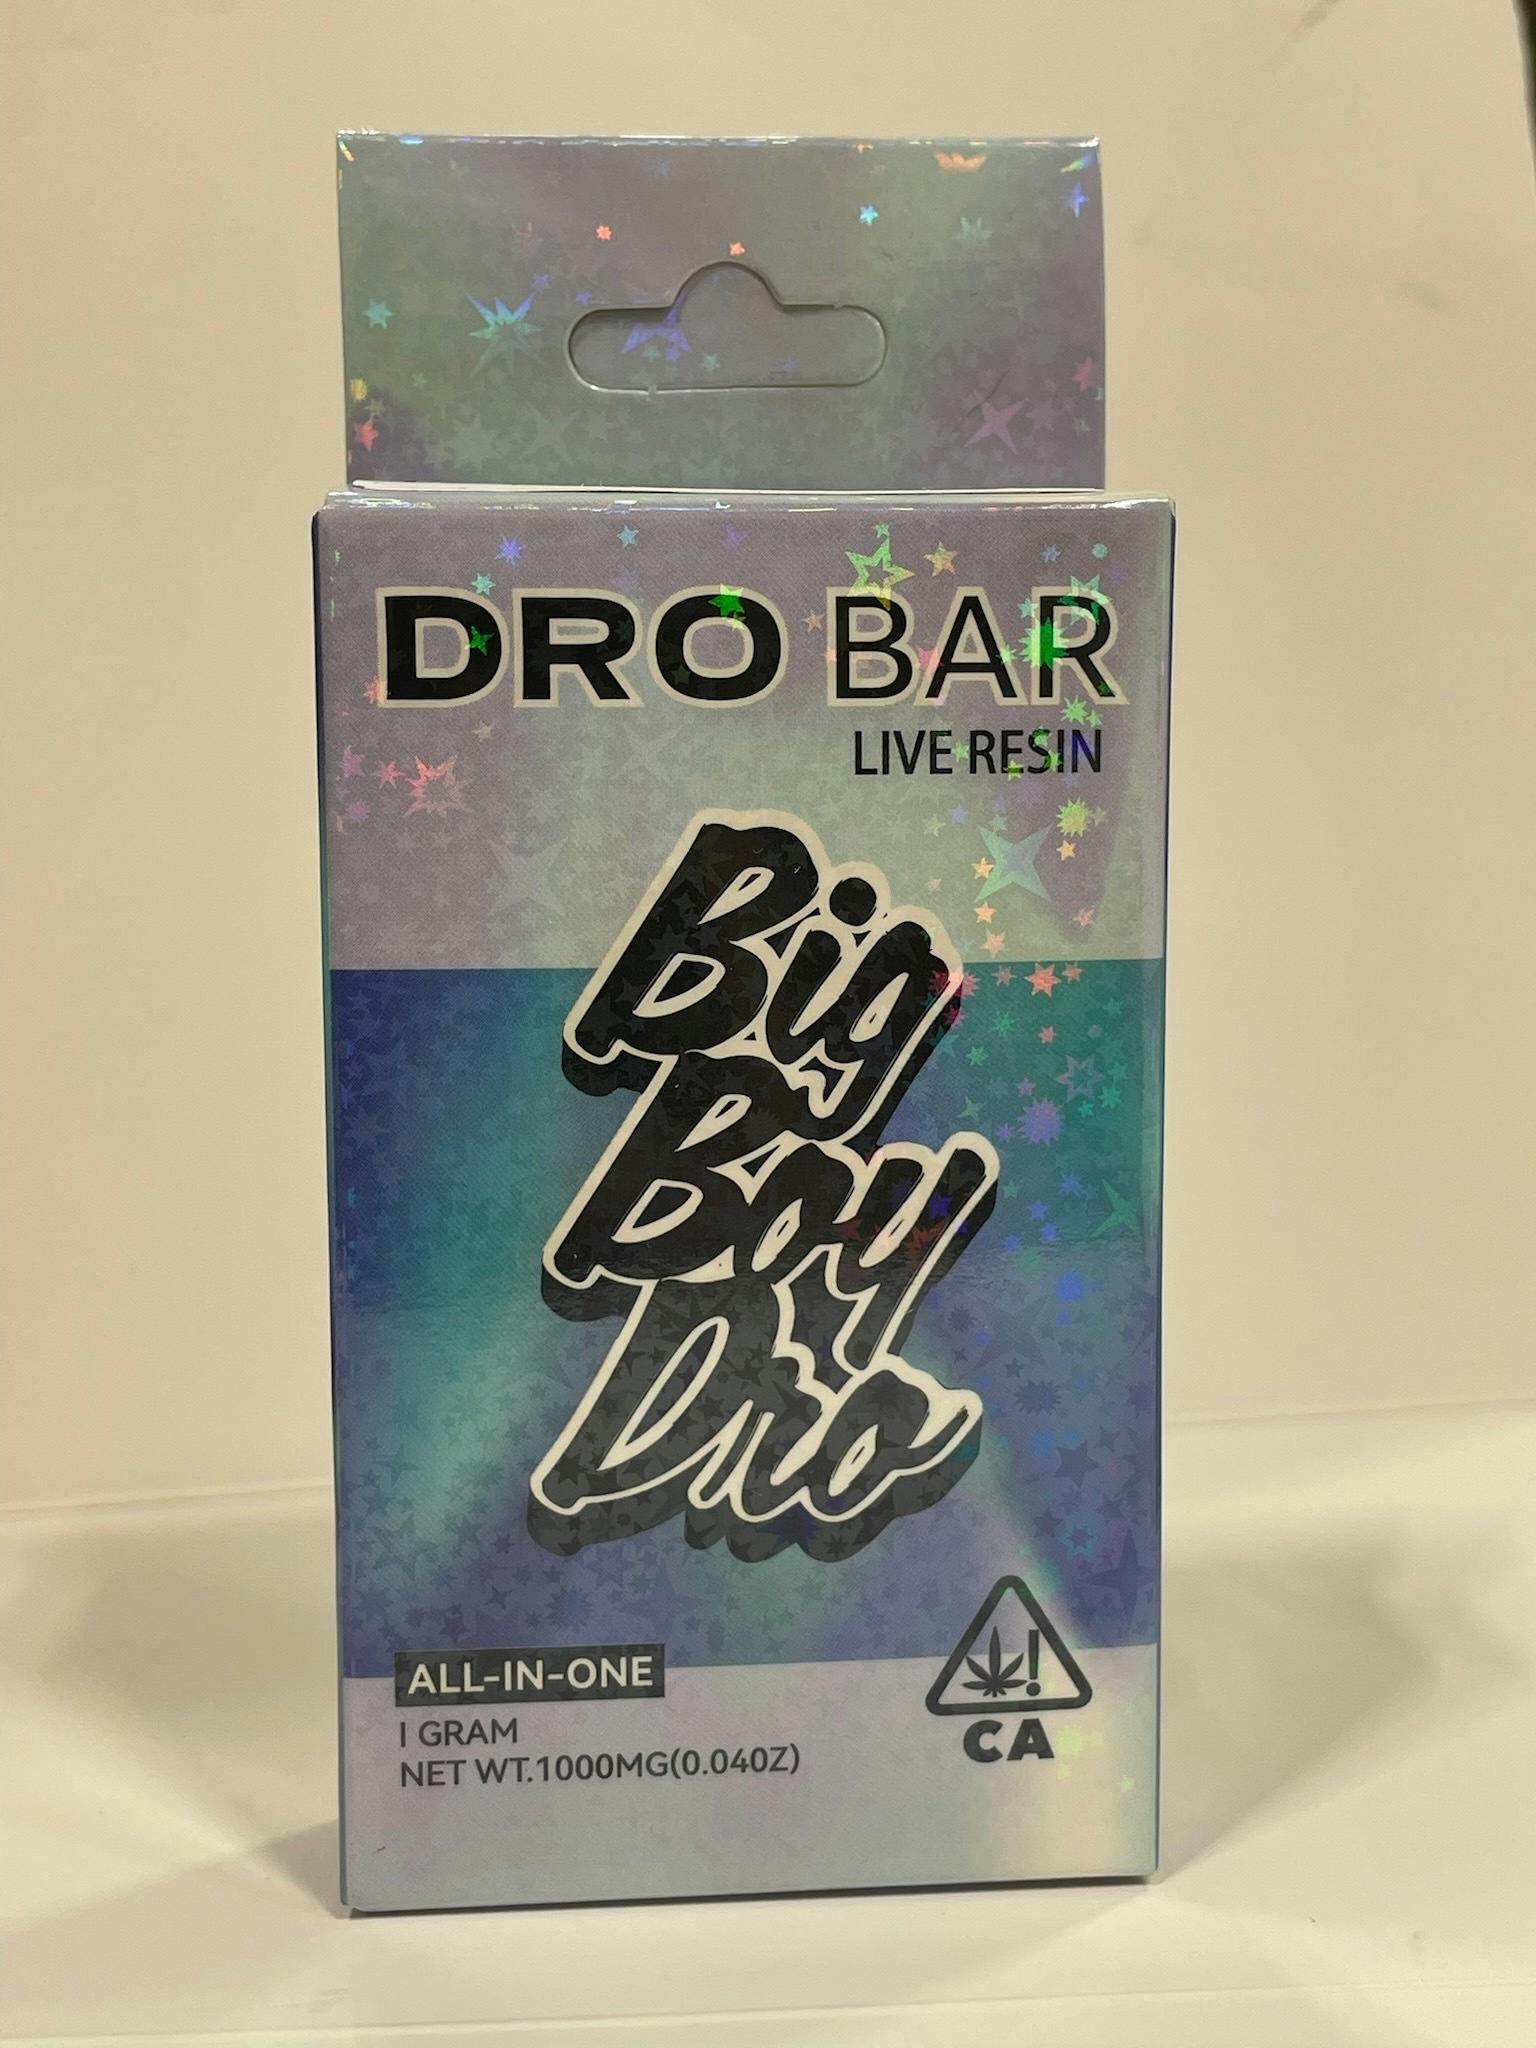 DRO BAR
LIVE RESIN
Big
Boy
Dro
ALL-IN-ONE
1 GRAM
NET WT.1000MG(0.04OZ)
!
CA